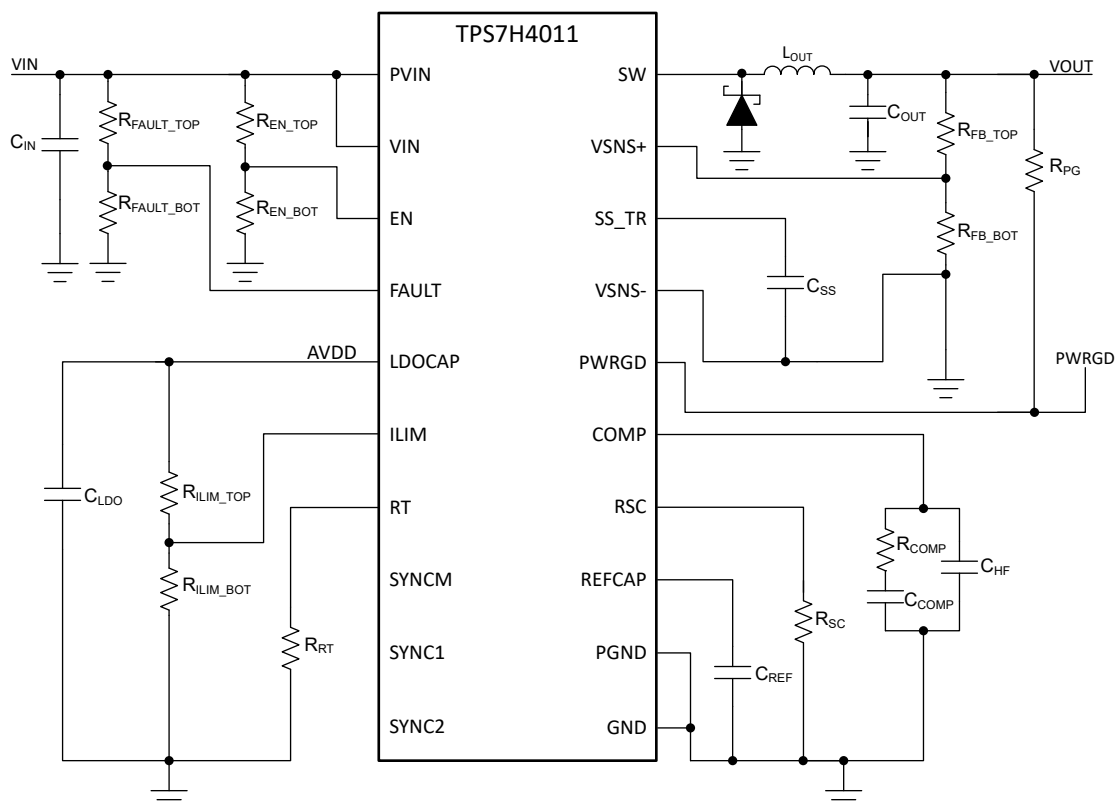 TPS7H4011
VIN
PVIN
SW
L_OUT
VOUT
C_IN
R_FAULT_TOP
R_EN_TOP
VIN
VSNS+
C_OUT
R_FB_TOP
R_PG
R_FAULT_BOT
R_EN_BOT
EN
SS_TR
R_FB_BOT
FAULT
VSNS-
C_SS
AVDD
LDOCAP
PWRGD
PWRGD
ILIM
COMP
C_LDO
R_ILIM_TOP
RT
RSC
R_COMP
C_HF
R_ILIM_BOT
SYNCM
REFCAP
C_COMP
R_SC
R_RT
SYNC1
PGND
C_REF
SYNC2
GND